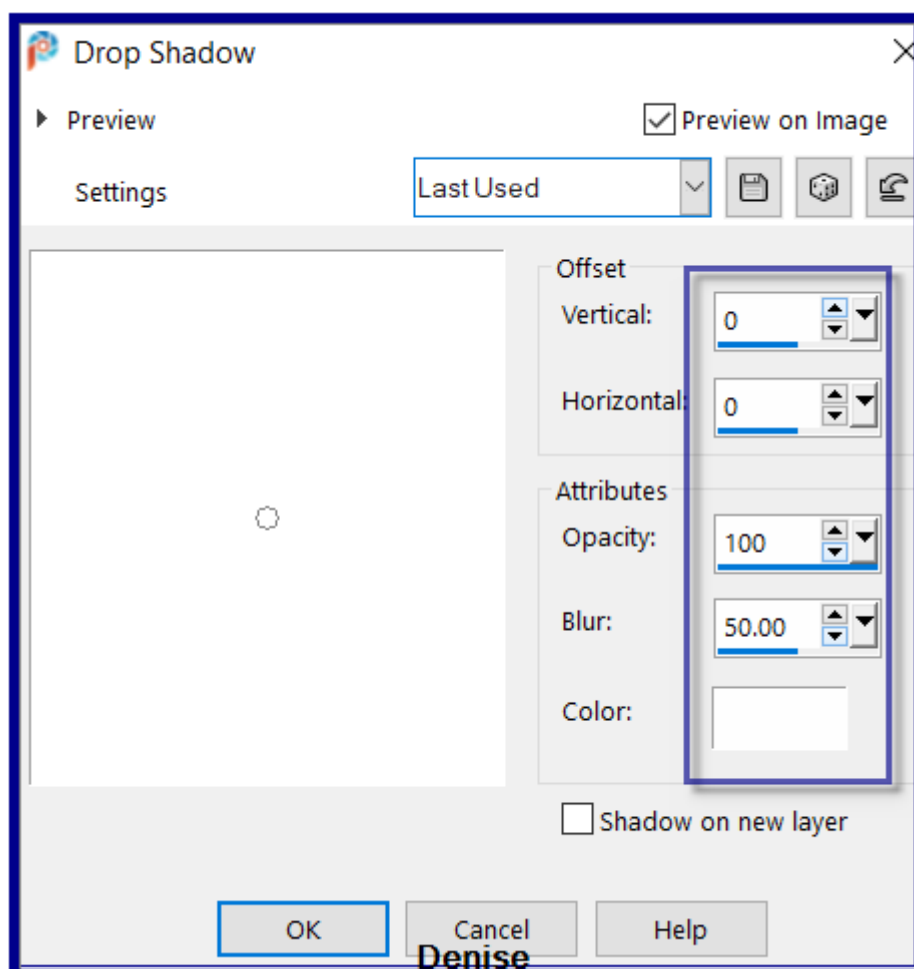 Drop Shadow
Preview
Preview on Image
Settings
Last Used
Offset
Vertical: 0
Horizontal: 0
Attributes
Opacity: 100
Blur: 50.00
Color:
Shadow on new layer
OK Cancel Help
Denise